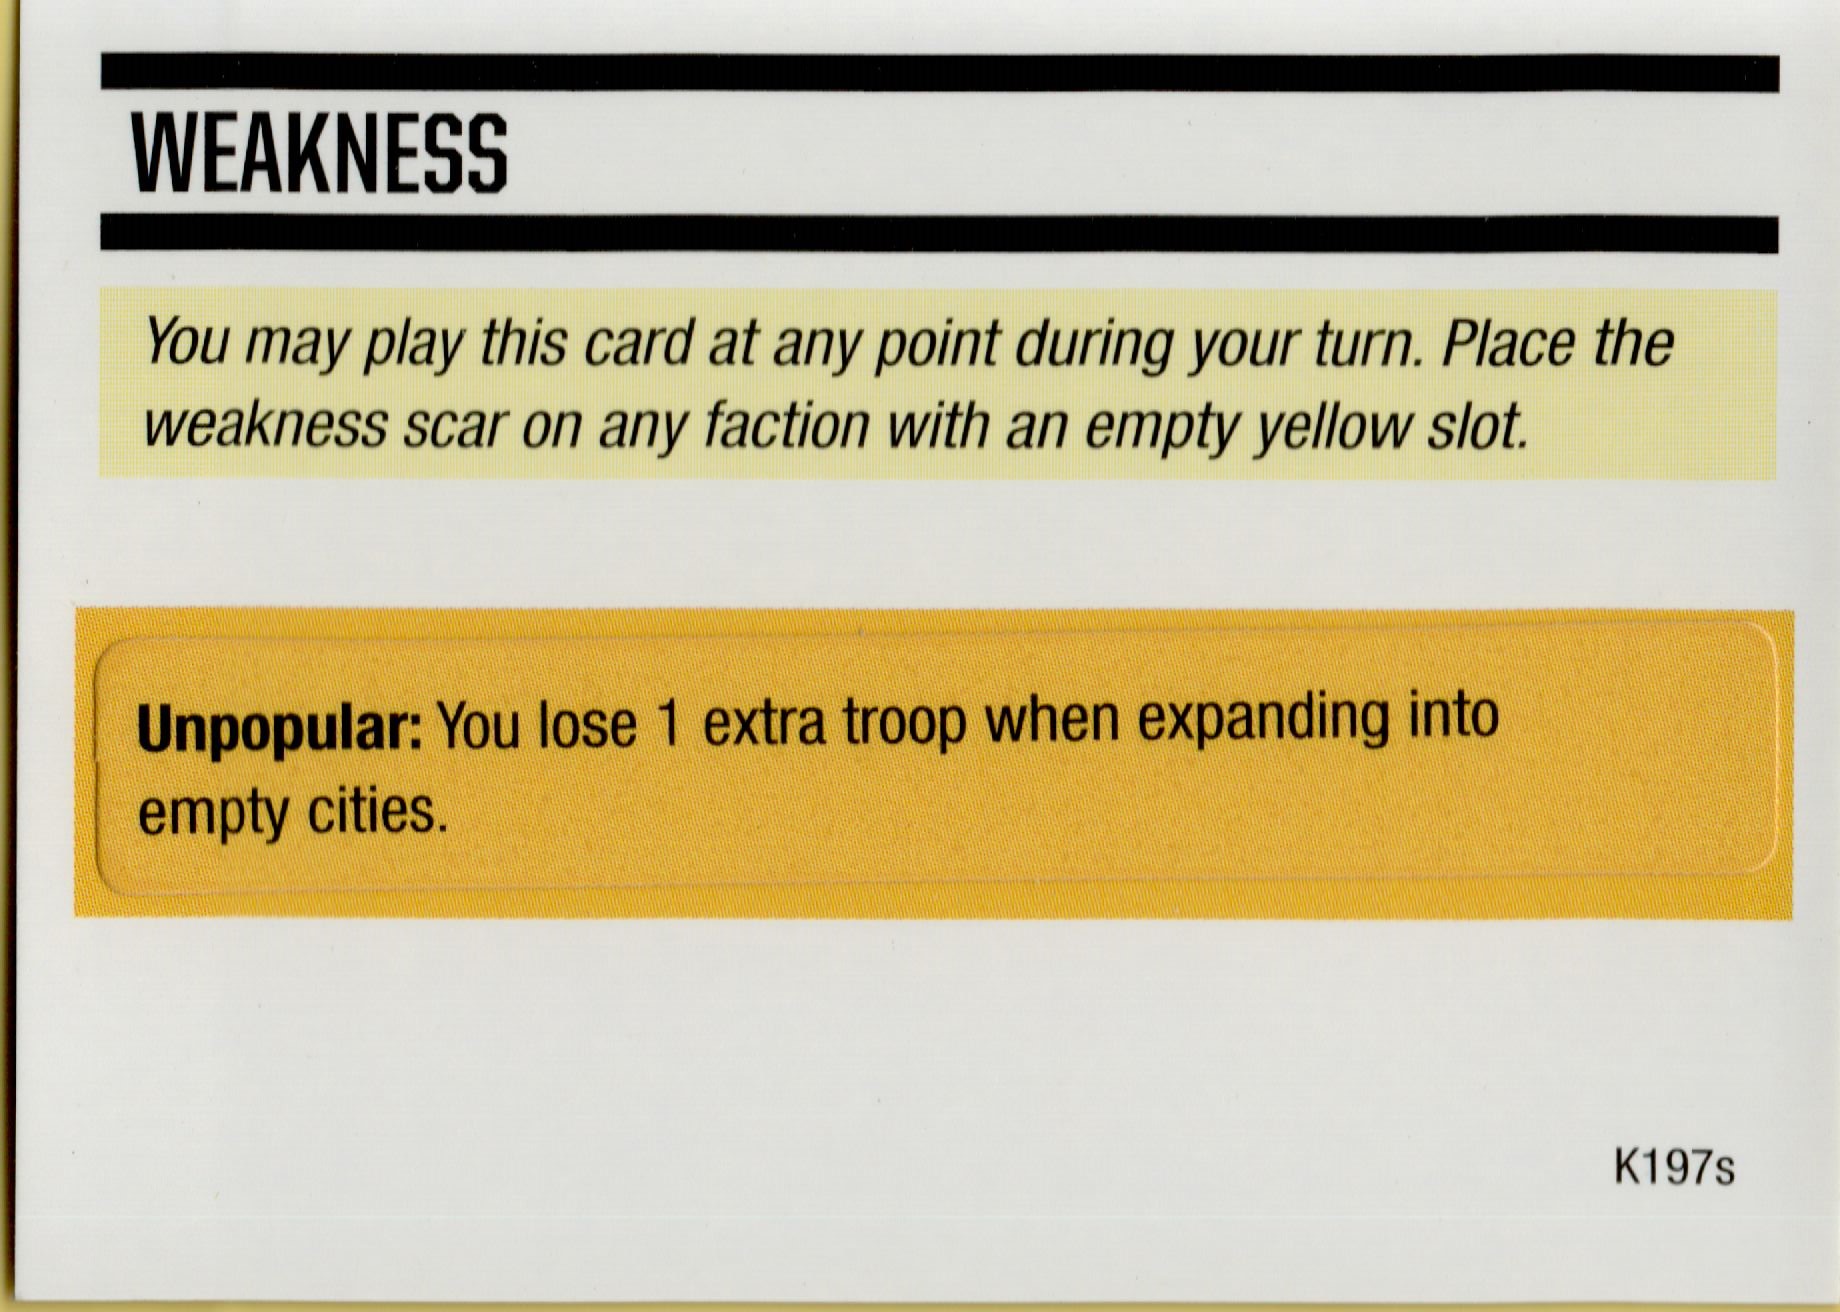 WEAKNESS
You may play this card at any point during your turn. Place the
weakness scar on any faction with an empty yellow slot.
Unpopular: You lose 1 extra troop when expanding into
empty cities.
K197s